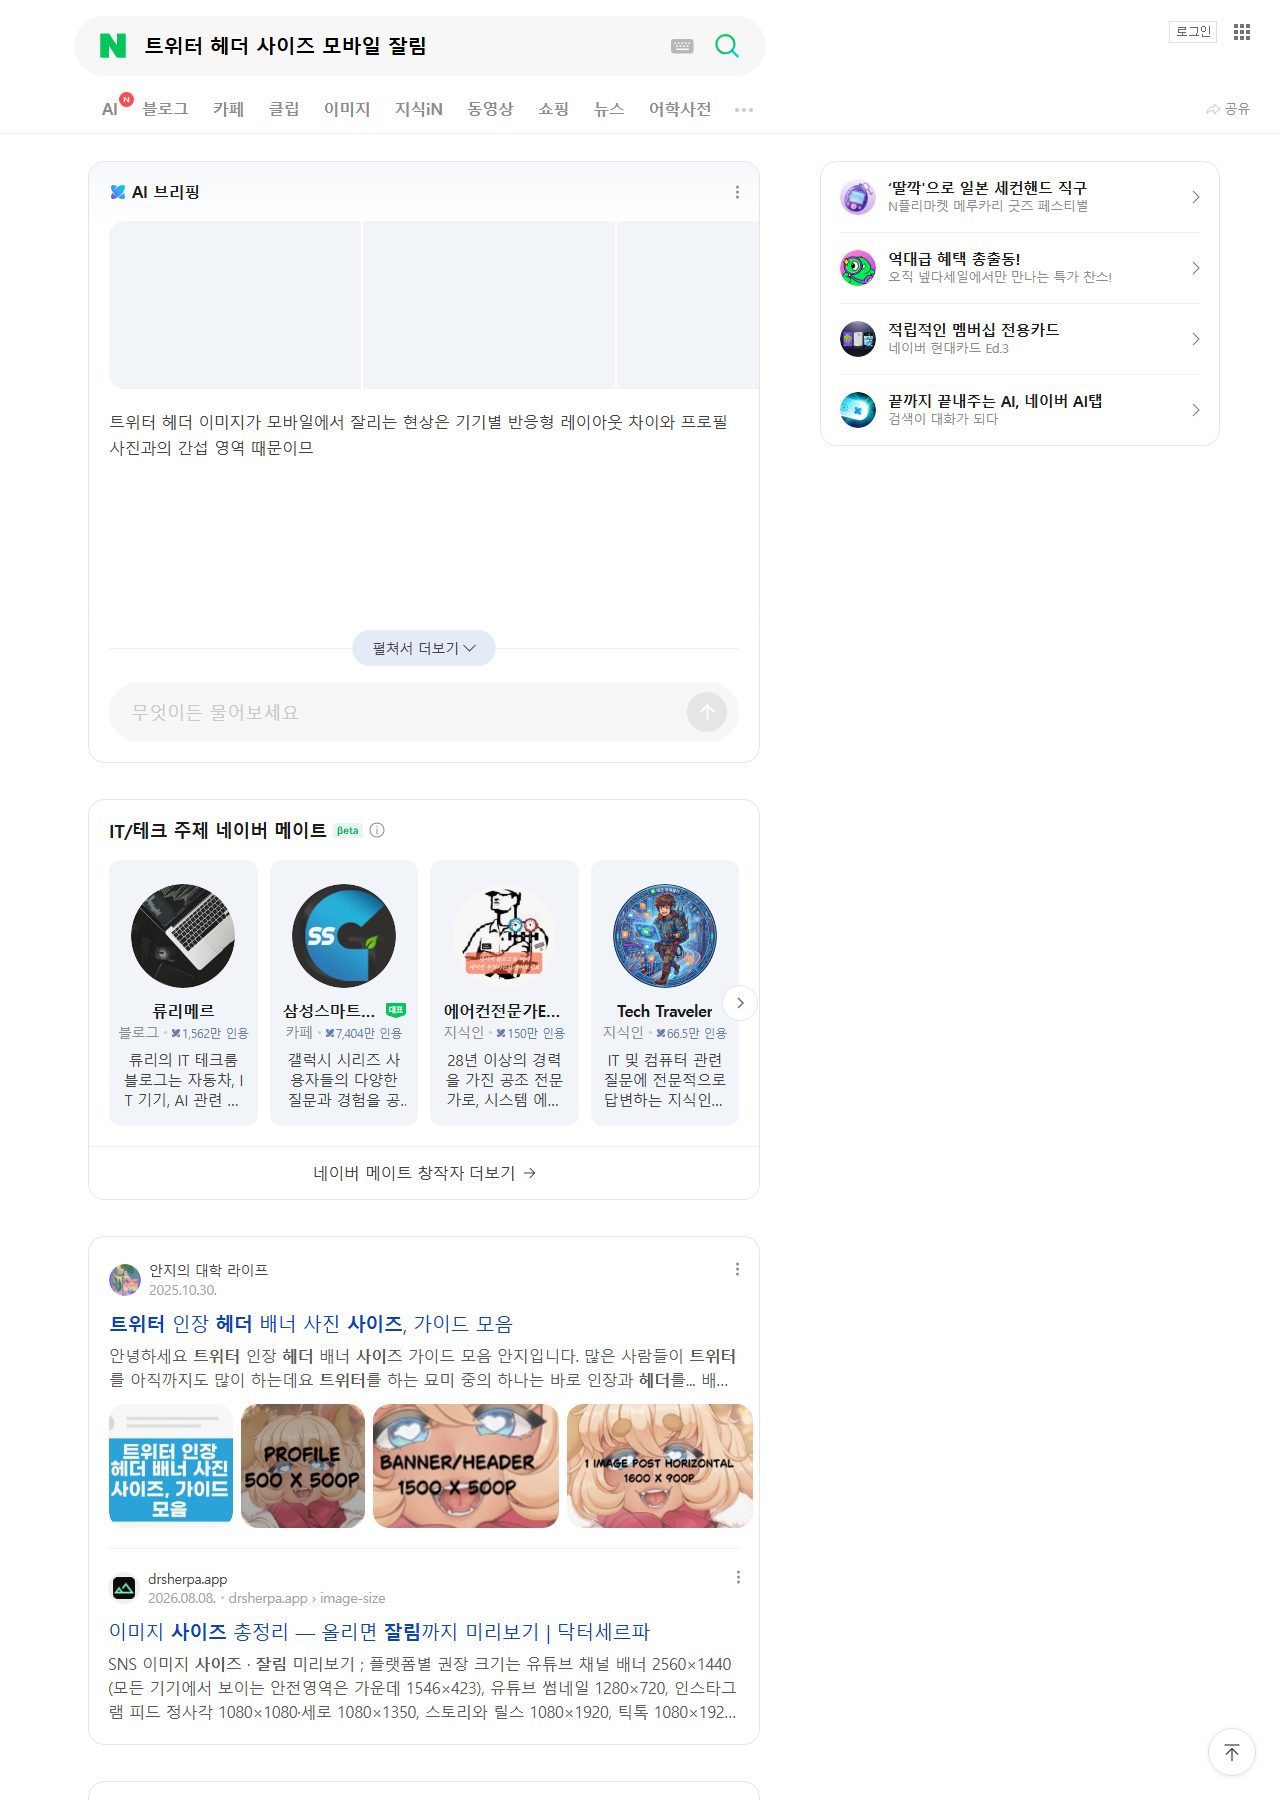 트위터 헤더 사이즈 모바일 잘림
로그인
AI
N
블로그
카페
클립
이미지
지식iN
동영상
쇼핑
뉴스
어학사전
공유
AI 브리핑
트위터 헤더 이미지가 모바일에서 잘리는 현상은 기기별 반응형 레이아웃 차이와 프로필
사진과의 간섭 영역 때문이므
펼쳐서 더보기
무엇이든 물어보세요
‘딸깍'으로 일본 세컨핸드 직구
N플리마켓 메루카리 굿즈 페스티벌
역대급 혜택 총출동!
오직 넾다세일에서만 만나는 특가 찬스!
적립적인 멤버십 전용카드
네이버 현대카드 Ed.3
끝까지 끝내주는 AI, 네이버 AI탭
검색이 대화가 되다
IT/테크 주제 네이버 메이트 βeta
SS
류리메르
블로그 · 1,562만 인용
류리의 IT 테크룸
블로그는 자동차, I
T 기기, AI 관련 ...
삼성스마트... 대표
카페 · 7,404만 인용
갤럭시 시리즈 사
용자들의 다양한
질문과 경험을 공..
에어컨전문가E...
지식인 · 150만 인용
28년 이상의 경력
을 가진 공조 전문
가로, 시스템 에...
Tech Traveler
지식인 · 66.5만 인용
IT 및 컴퓨터 관련
질문에 전문적으로
답변하는 지식인...
네이버 메이트 창작자 더보기 →
안지의 대학 라이프
2025.10.30.
트위터 인장 헤더 배너 사진 사이즈, 가이드 모음
안녕하세요 트위터 인장 헤더 배너 사이즈 가이드 모음 안지입니다. 많은 사람들이 트위터
를 아직까지도 많이 하는데요 트위터를 하는 묘미 중의 하나는 바로 인장과 헤더를... 배...
트위터 인장
헤더 배너 사진
사이즈, 가이드
모음
PROFILE
500 X 500P
BANNER/HEADER
1500 X 500P
1 IMAGE POST HORIZONTAL
1600 X 900P
drsherpa.app
2026.08.08. · drsherpa.app › image-size
이미지 사이즈 총정리 — 올리면 잘림까지 미리보기 | 닥터세르파
SNS 이미지 사이즈 · 잘림 미리보기 ; 플랫폼별 권장 크기는 유튜브 채널 배너 2560×1440
(모든 기기에서 보이는 안전영역은 가운데 1546×423), 유튜브 썸네일 1280×720, 인스타그
램 피드 정사각 1080×1080·세로 1080×1350, 스토리와 릴스 1080×1920, 틱톡 1080×192...